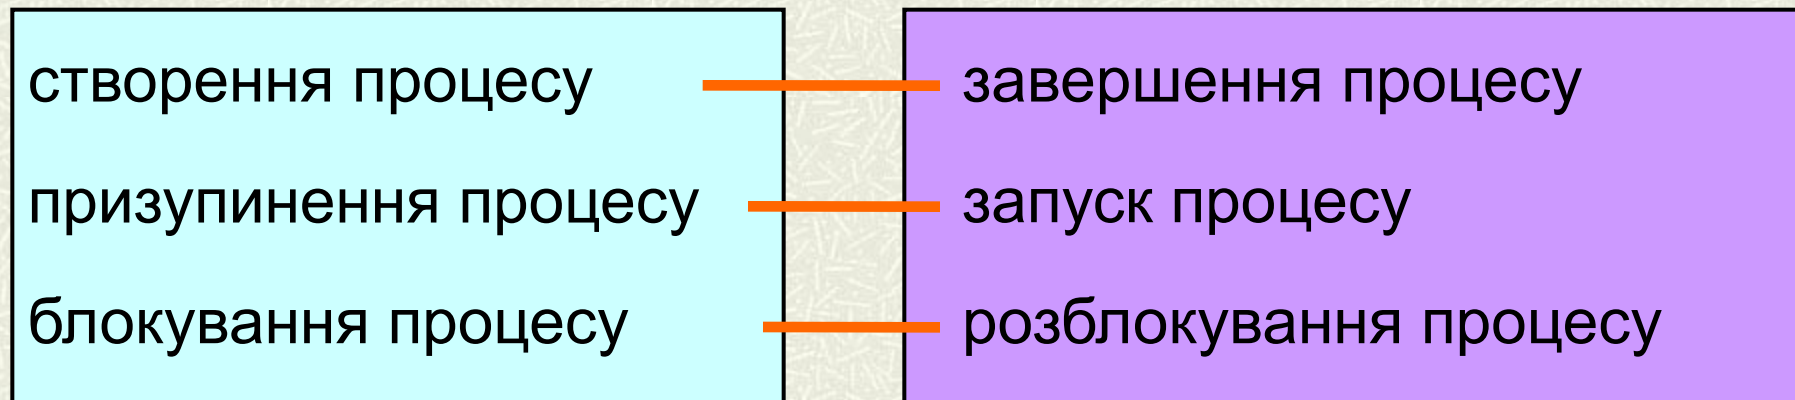 створення процесу завершення процесу
призупинення процесу запуск процесу
блокування процесу розблокування процесу